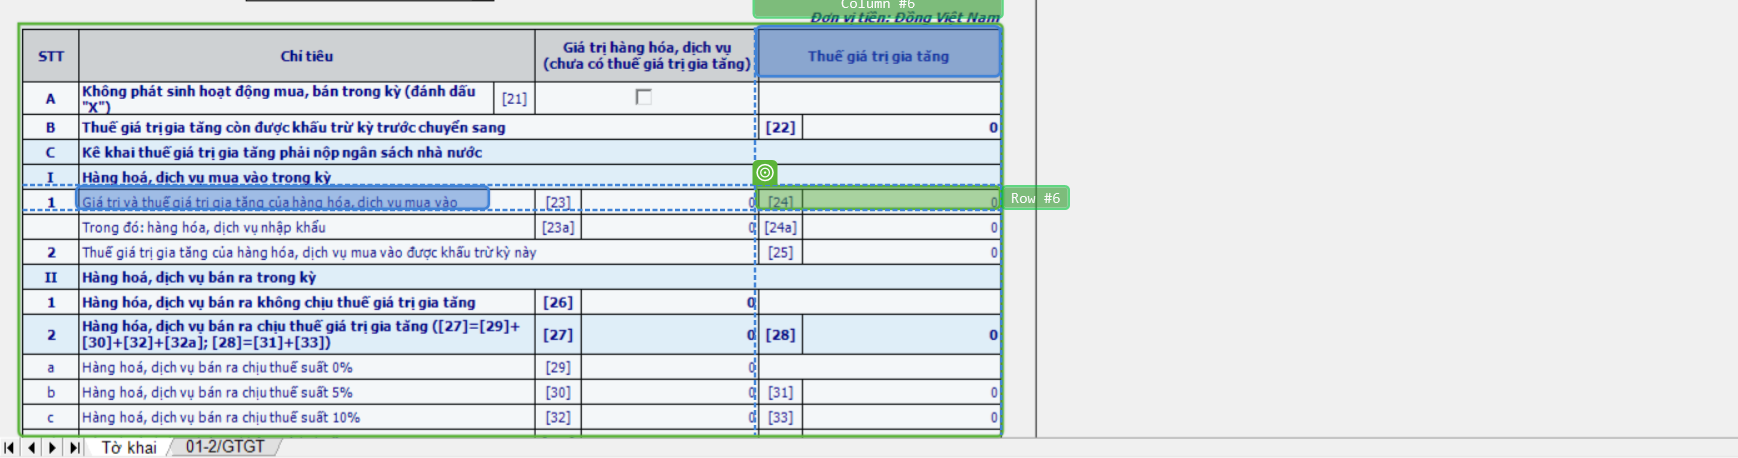 Column #6
Đơn vị tiền: Đồng Việt Nam
STT Chỉ tiêu Giá trị hàng hóa, dịch vụ Thuế giá trị gia tăng
(chưa có thuế giá trị gia tăng)
A Không phát sinh hoạt động mua, bán trong kỳ (đánh dấu [21]
"X")
B Thuế giá trị gia tăng còn được khấu trừ kỳ trước chuyển sang [22] 0
C Kê khai thuế giá trị gia tăng phải nộp ngân sách nhà nước
I Hàng hoá, dịch vụ mua vào trong kỳ
1 Giá trị và thuế giá trị gia tăng của hàng hóa, dịch vụ mua vào [23] 0 [24] 0 Row #6
Trong đó: hàng hóa, dịch vụ nhập khẩu [23a] 0 [24a] 0
2 Thuế giá trị gia tăng của hàng hóa, dịch vụ mua vào được khấu trừ kỳ này [25] 0
II Hàng hoá, dịch vụ bán ra trong kỳ
1 Hàng hóa, dịch vụ bán ra không chịu thuế giá trị gia tăng [26] 0
2 Hàng hóa, dịch vụ bán ra chịu thuế giá trị gia tăng ([27]=[29]+ [27] 0 [28] 0
[30]+[32]+[32a]; [28]=[31]+[33])
a Hàng hoá, dịch vụ bán ra chịu thuế suất 0% [29] 0
b Hàng hoá, dịch vụ bán ra chịu thuế suất 5% [30] 0 [31] 0
c Hàng hoá, dịch vụ bán ra chịu thuế suất 10% [32] 0 [33] 0
Tờ khai 01-2/GTGT